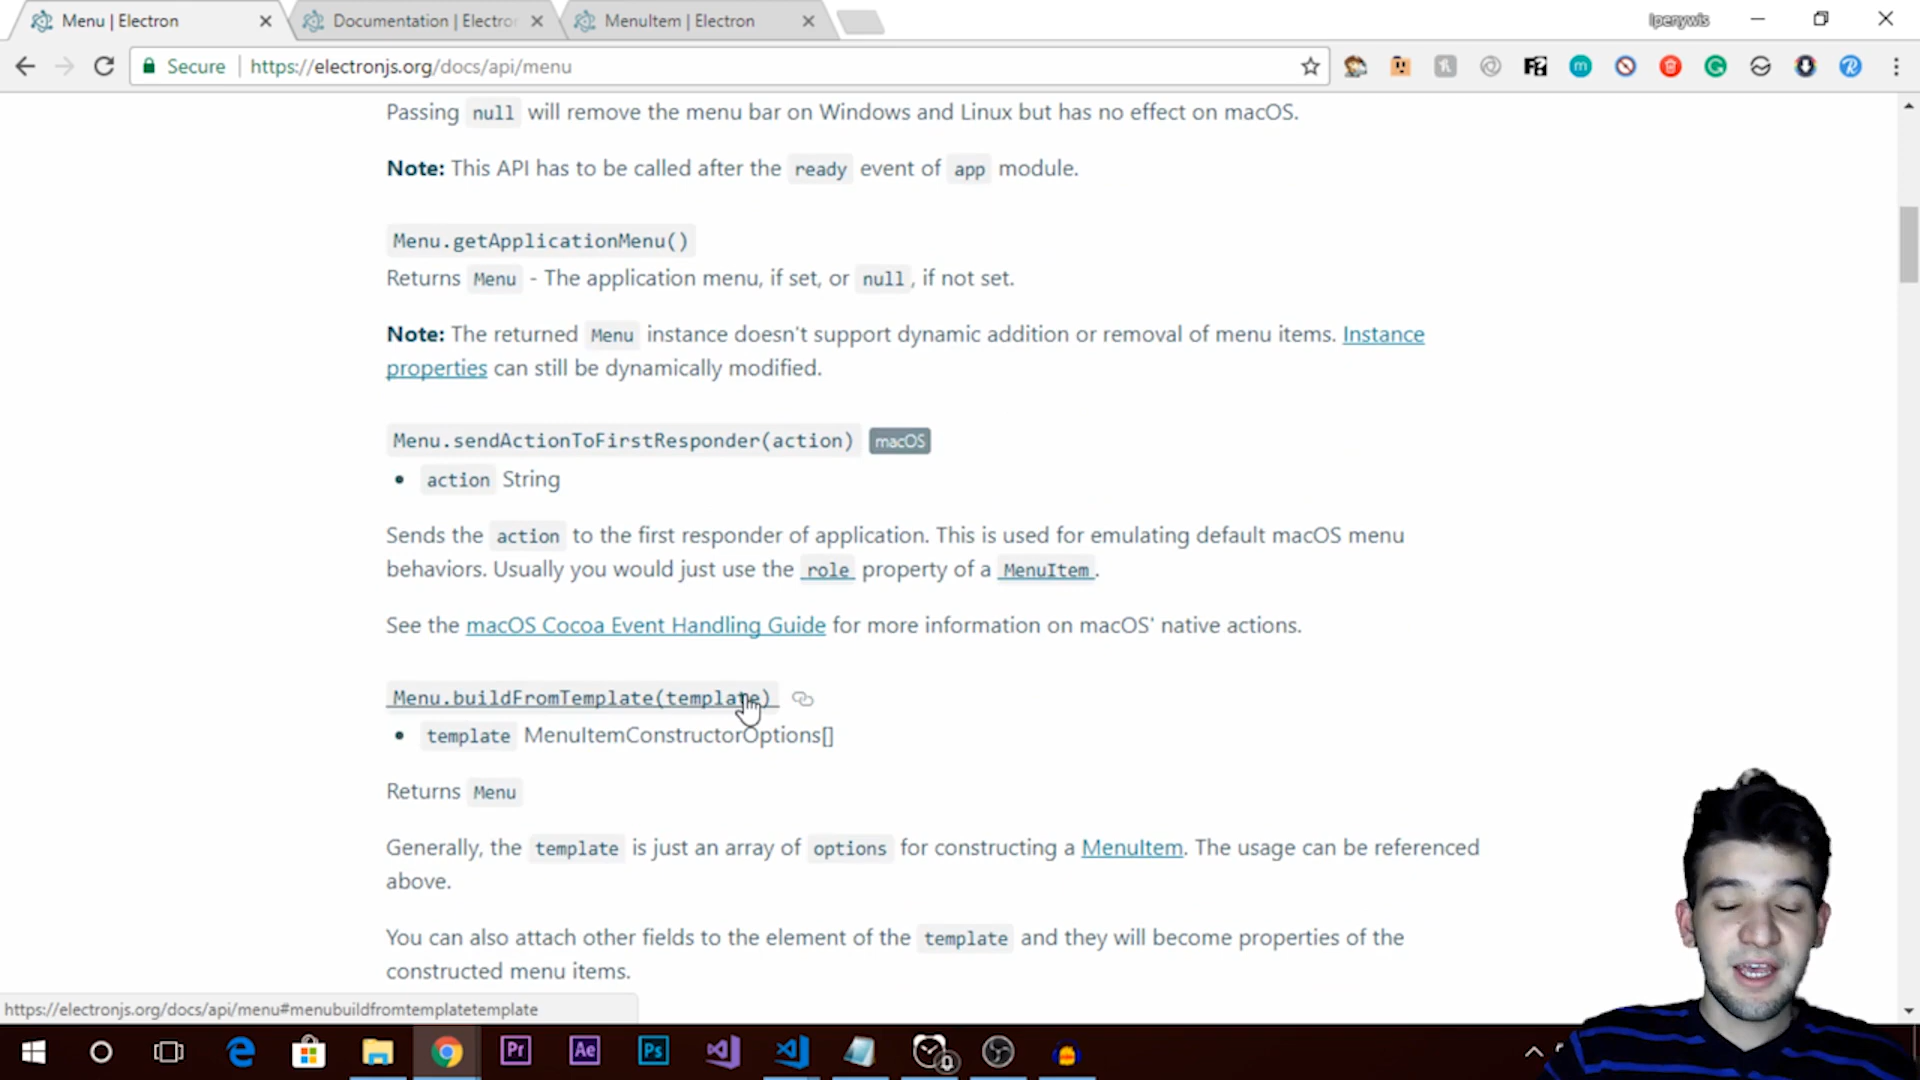 Menu | Electron
Documentation | Electro
MenuItem | Electron
Ipenywis
Secure
https://electronjs.org/docs/api/menu
Passing null will remove the menu bar on Windows and Linux but has no effect on macOS.
Note: This API has to be called after the ready event of app module.
Menu.getApplicationMenu()
Returns Menu - The application menu, if set, or null, if not set.
Note: The returned Menu instance doesn't support dynamic addition or removal of menu items. Instance
properties can still be dynamically modified.
Menu.sendActionToFirstResponder(action) macOS
• action String
Sends the action to the first responder of application. This is used for emulating default macOS menu
behaviors. Usually you would just use the role property of a MenuItem.
See the macOS Cocoa Event Handling Guide for more information on macOS' native actions.
Menu.buildFromTemplate(template)
• template MenuItemConstructorOptions[]
Returns Menu
Generally, the template is just an array of options for constructing a MenuItem. The usage can be referenced
above.
You can also attach other fields to the element of the template and they will become properties of the
constructed menu items.
https://electronjs.org/docs/api/menu#menubuildfromtemplatetemplate
Pr
Ae
Ps